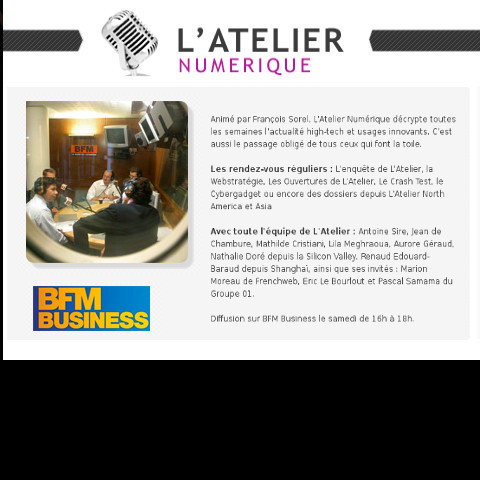 L'ATELIER
NUMERIQUE
BFM
Animé par François Sorel. L'Atelier Numérique décrypte toutes
les semaines l'actualité high-tech et usages innovants. C'est
aussi le passage obligé de tous ceux qui font la toile.
Les rendez-vous réguliers : L'enquête de L'Atelier, la
Webstratégie, Les Ouvertures de L'Atelier, Le Crash Test, le
Cybergadget ou encore des dossiers depuis L'Atelier North
America et Asia
Avec toute l'équipe de L'Atelier : Antoine Sire, Jean de
Chambure, Mathilde Cristiani, Lila Meghraoua, Aurore Géraud,
Nathalie Doré depuis la Silicon Valley. Renaud Edouard-
Baraud depuis Shanghaï, ainsi que ses invités : Marion
Moreau de Frenchweb, Eric Le Bourlout et Pascal Samama du
Groupe 01.
Diffusion sur BFM Business le samedi de 16h à 18h.
BFM
BUSINESS